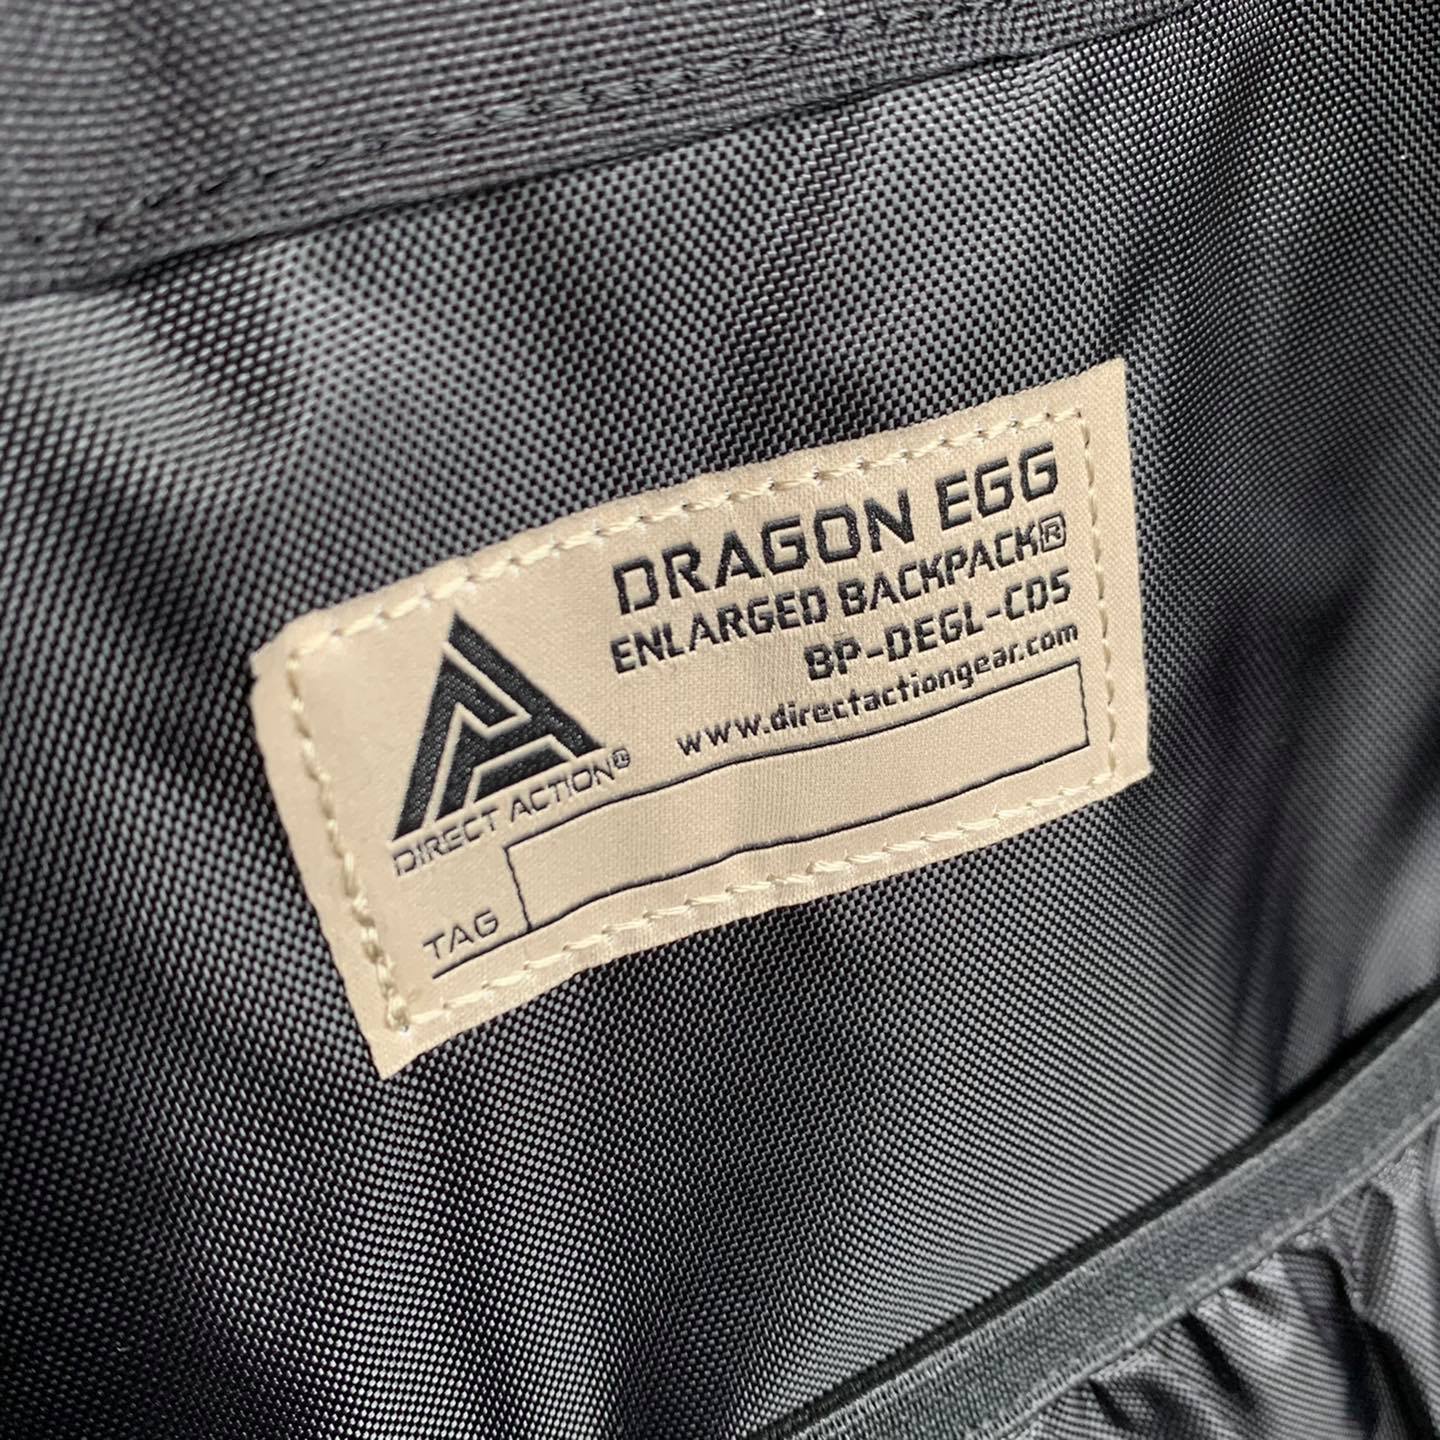 DRAGON EGG
ENLARGED BACKPACK®
BP-DEGL-CD5
www.directactiongear.com
DIRECT ACTION®
TAG